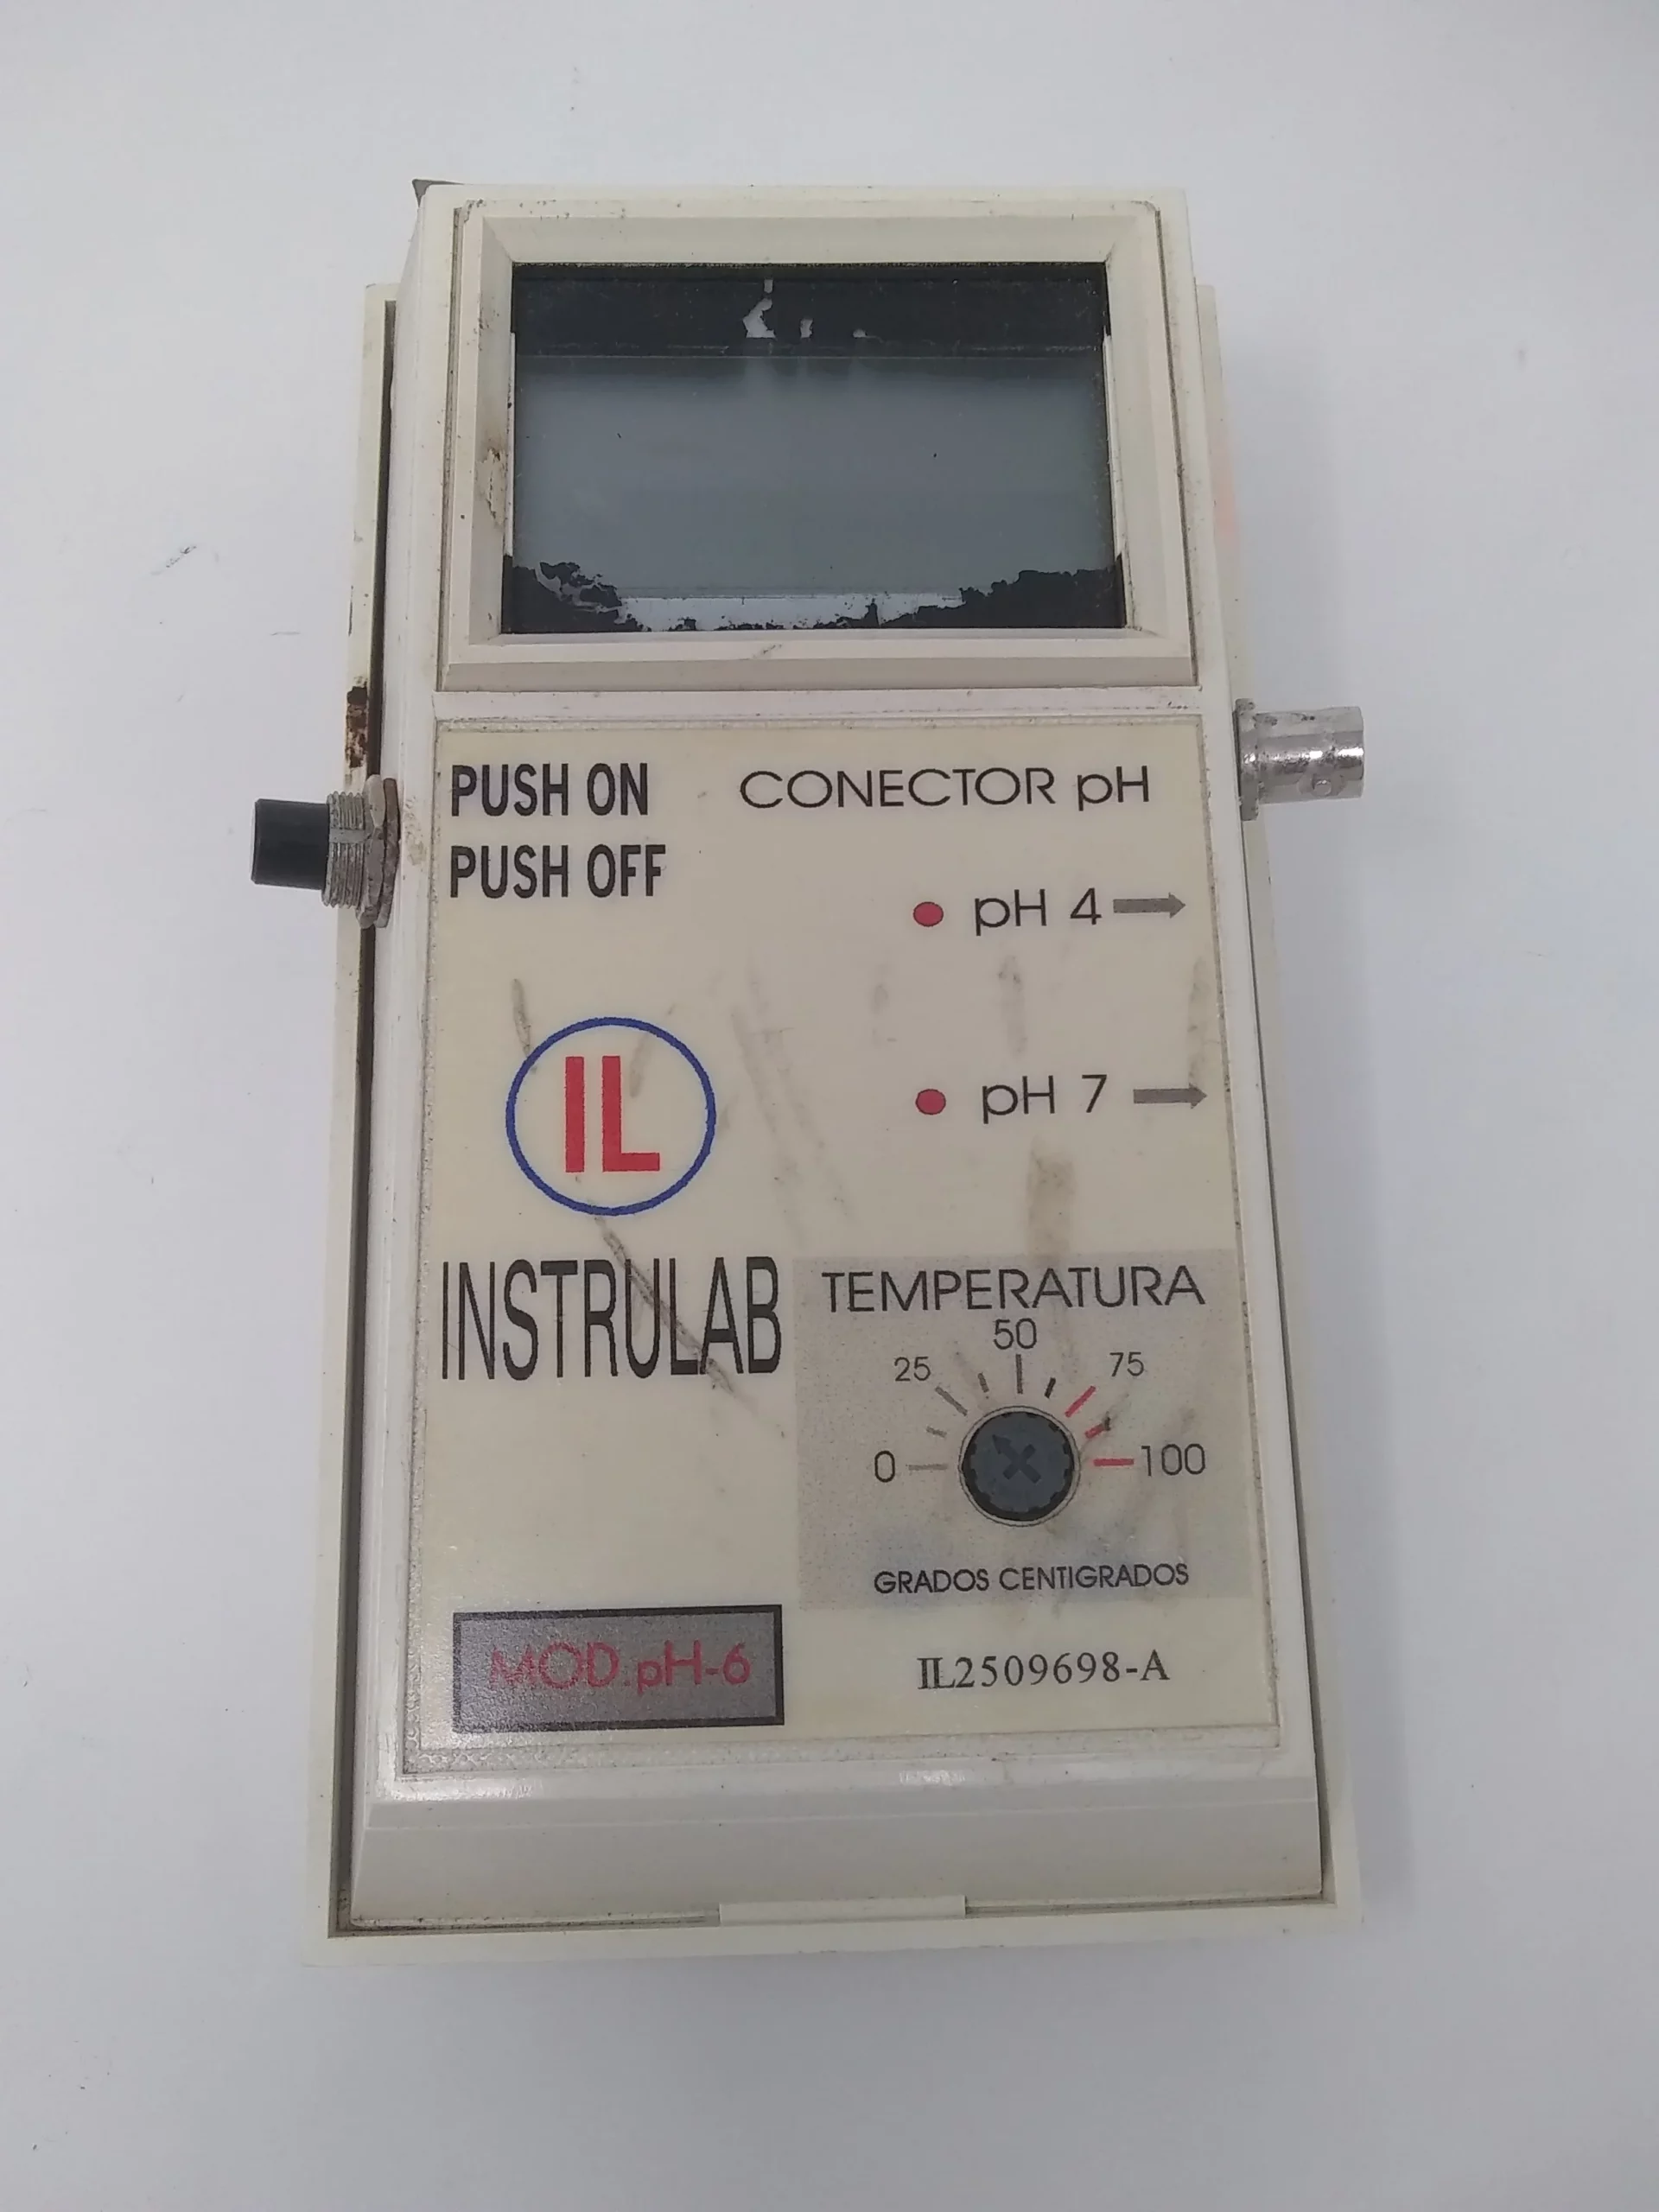 PUSH ON
PUSH OFF
CONECTOR pH
pH 4
pH 7
IL
INSTRULAB
TEMPERATURA
0
25
50
75
100
GRADOS CENTIGRADOS
MOD.pH-6
IL2509698-A